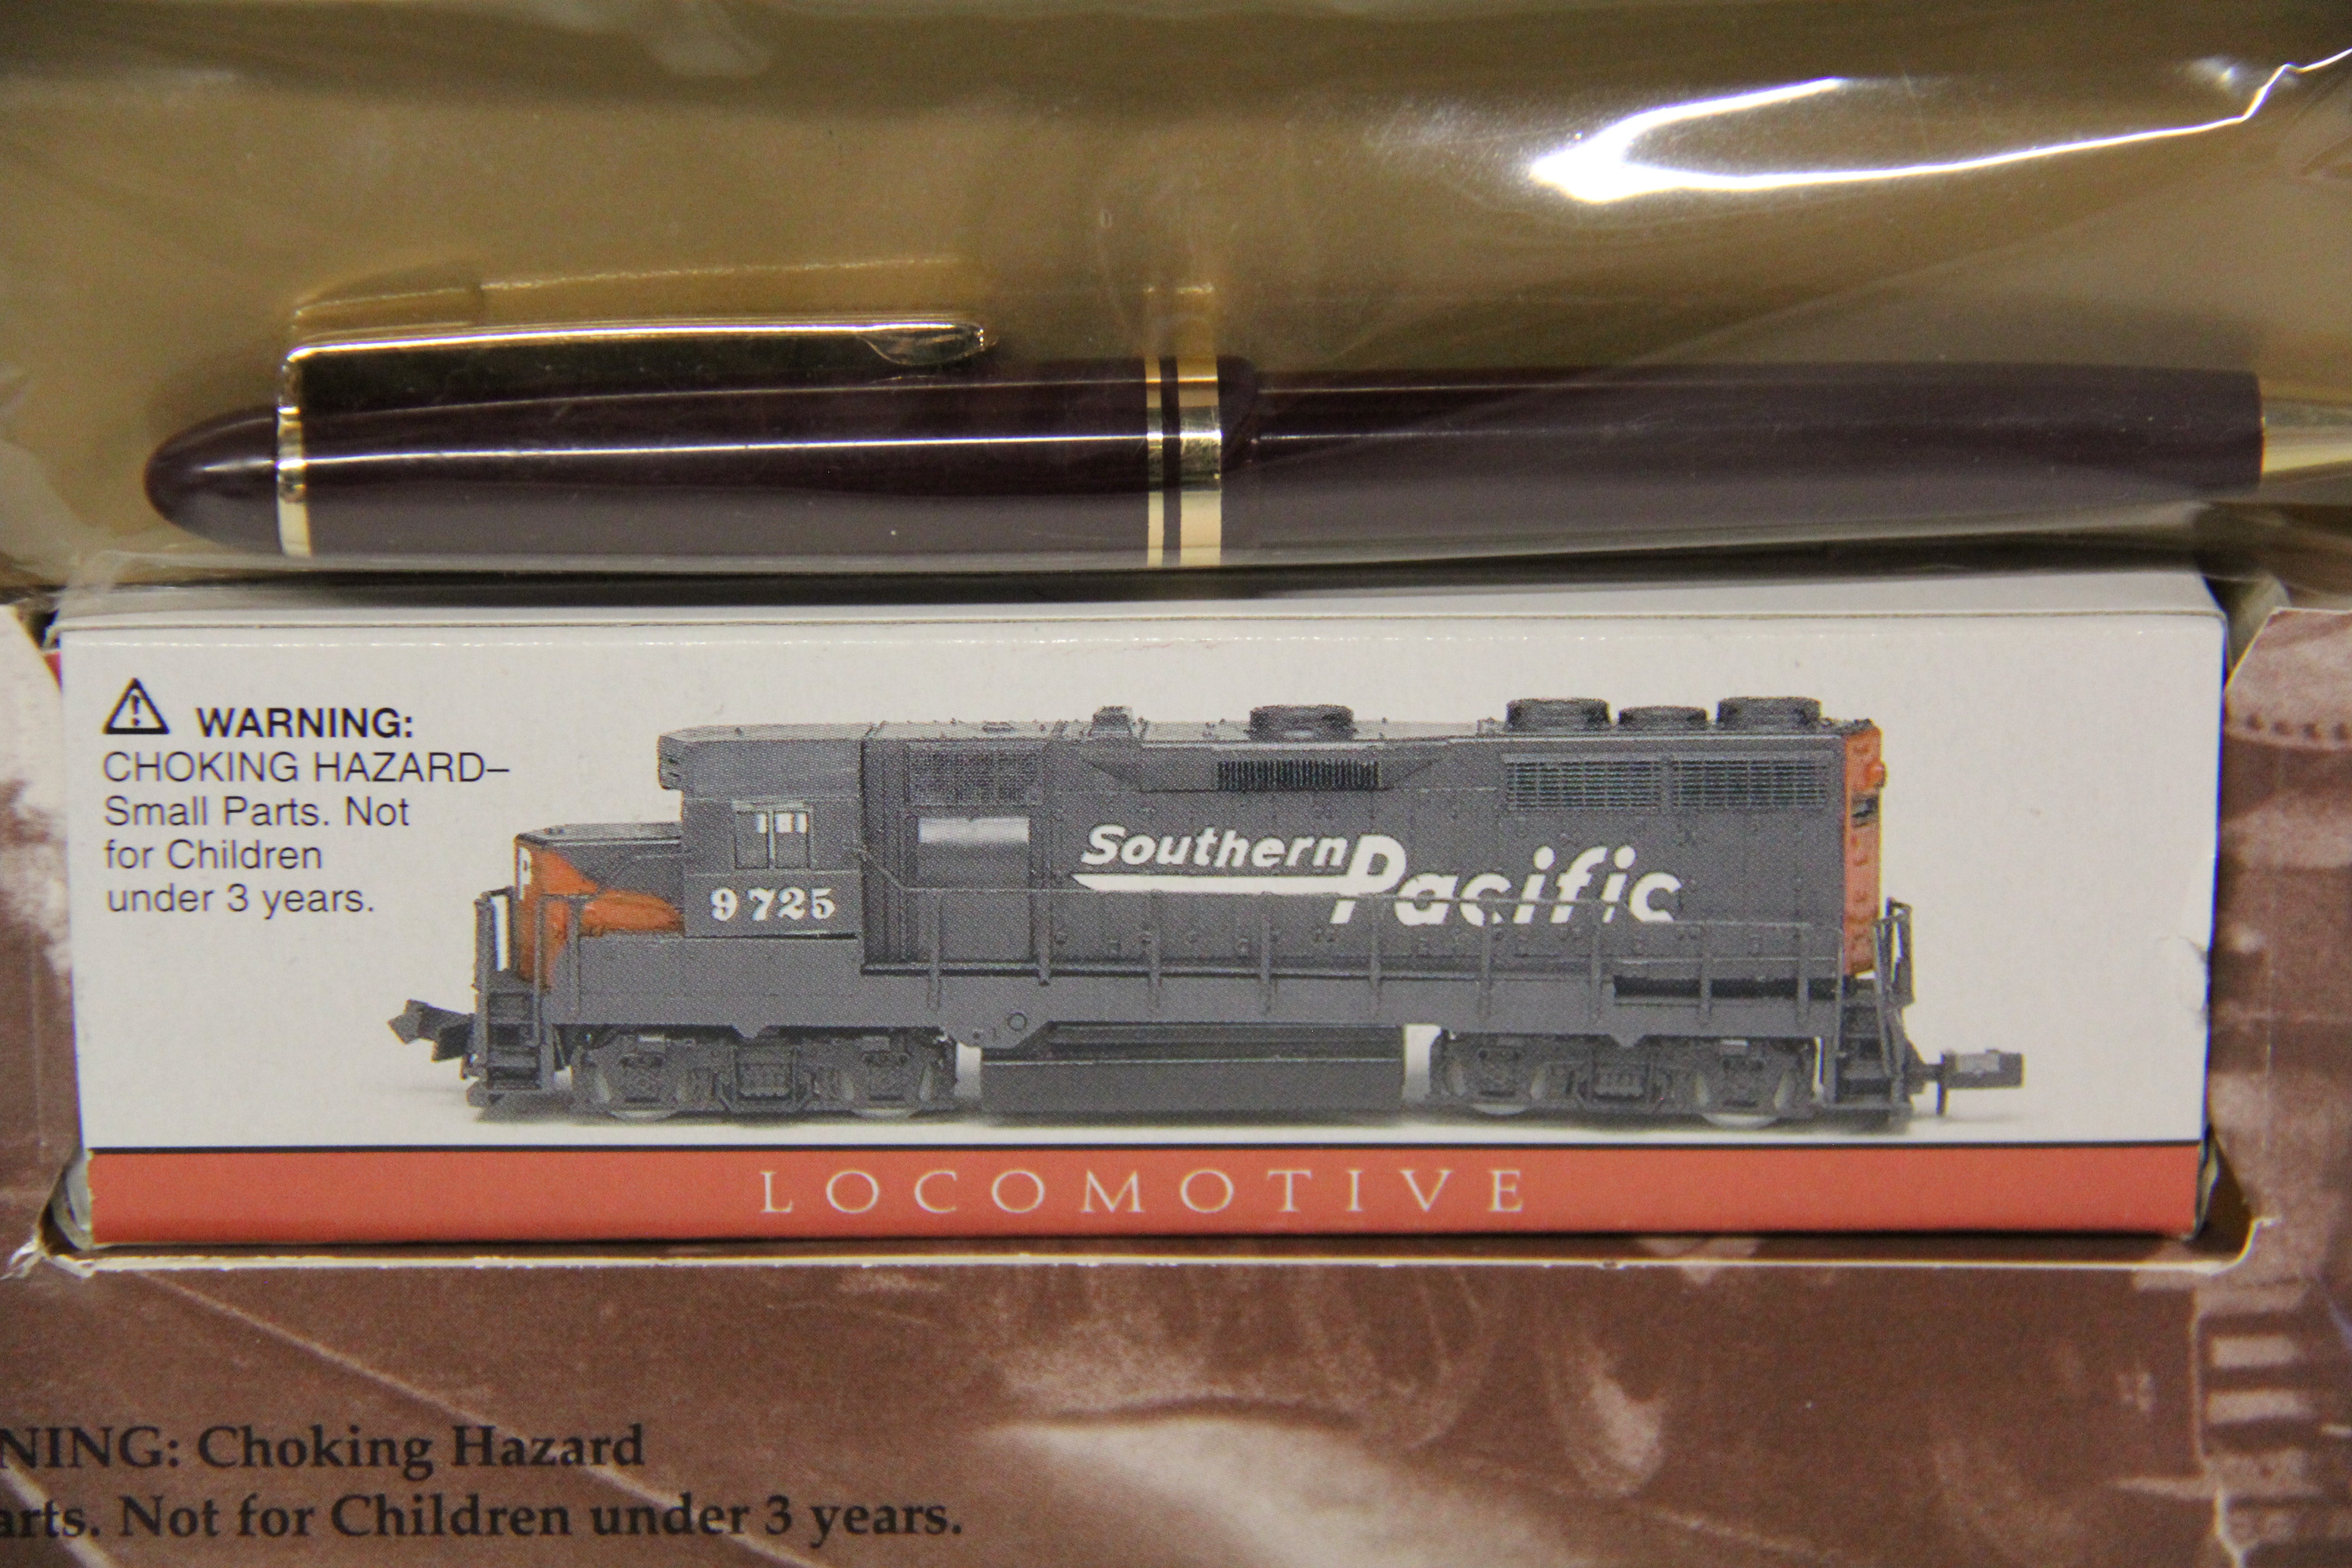 WARNING:
CHOKING HAZARD–
Small Parts. Not
for Children
under 3 years.
P
9725
Southern
Pacific
LOCOMOTIVE
NING: Choking Hazard
arts. Not for Children under 3 years.